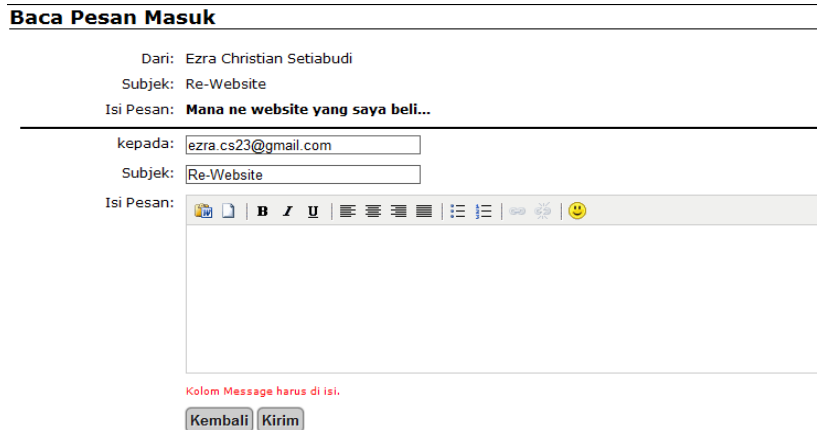 Baca Pesan Masuk
Dari: Ezra Christian Setiabudi
Subjek: Re-Website
Isi Pesan: Mana ne website yang saya beli...
kepada: ezra.cs23@gmail.com
Subjek: Re-Website
Isi Pesan:
B I U
Kolom Message harus di isi.
Kembali Kirim